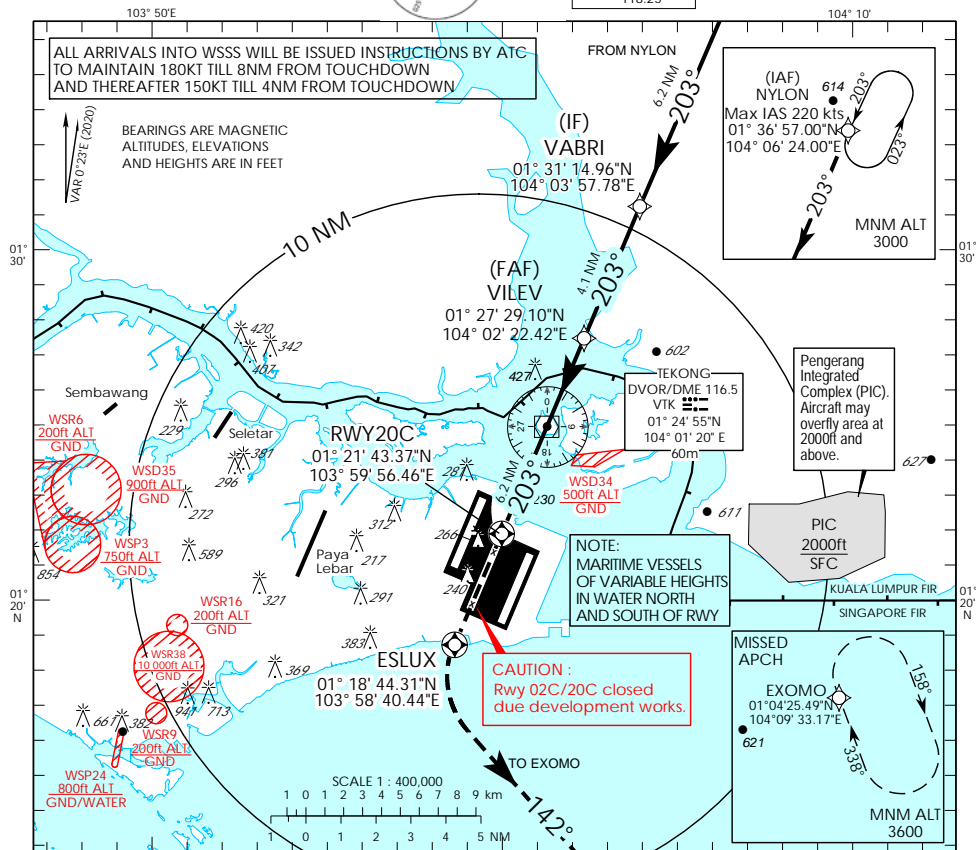 118.25
103° 50'E
104° 10'
ALL ARRIVALS INTO WSSS WILL BE ISSUED INSTRUCTIONS BY ATC
TO MAINTAIN 180KT TILL 8NM FROM TOUCHDOWN
AND THEREAFTER 150KT TILL 4NM FROM TOUCHDOWN
VAR 0°23'E (2020)
BEARINGS ARE MAGNETIC
ALTITUDES, ELEVATIONS
AND HEIGHTS ARE IN FEET
FROM NYLON
6.2 NM
203°
(IF)
VABRI
01° 31' 14.96"N
104° 03' 57.78"E
(IAF)
NYLON
Max IAS 220 kts
01° 36' 57.00"N
104° 06' 24.00"E
614
203°
023°
203°
MNM ALT
3000
10 NM
01°
30'
01°
30'
4.1 NM
203°
(FAF)
VILEV
01° 27' 29.10"N
104° 02' 22.42"E
420
342
407
427
602
Sembawang
229
Seletar
381
296
WSR6
200ft ALT
GND
WSD35
900ft ALT
GND
WSP3
750ft ALT
GND
854
272
589
TEKONG
DVOR/DME 116.5
VTK
01° 24' 55"N
104° 01' 20" E
60m
0
9
18
27
Pengerang
Integrated
Complex (PIC).
Aircraft may
overfly area at
2000ft and
above.
627
RWY20C
01° 21' 43.37"N
103° 59' 56.46"E
281
6.2 NM
203°
230
WSD34
500ft ALT
GND
611
312
266
217
Paya
Lebar
321
291
240
383
369
PIC
2000ft
SFC
NOTE:
MARITIME VESSELS
OF VARIABLE HEIGHTS
IN WATER NORTH
AND SOUTH OF RWY
KUALA LUMPUR FIR
SINGAPORE FIR
01°
20'
N
01°
20'
N
WSR16
200ft ALT
GND
WSR38
10 000ft ALT
GND
941
713
661
382
WSR9
200ft ALT
GND
WSP24
800ft ALT
GND/WATER
ESLUX
01° 18' 44.31"N
103° 58' 40.44"E
CAUTION :
Rwy 02C/20C closed
due development works.
MISSED
APCH
EXOMO
01°04'25.49"N
104°09' 33.17"E
621
158°
338°
MNM ALT
3600
TO EXOMO
142°
SCALE 1 : 400,000
1 0 1 2 3 4 5 6 7 8 9 km
1 0 1 2 3 4 5 NM